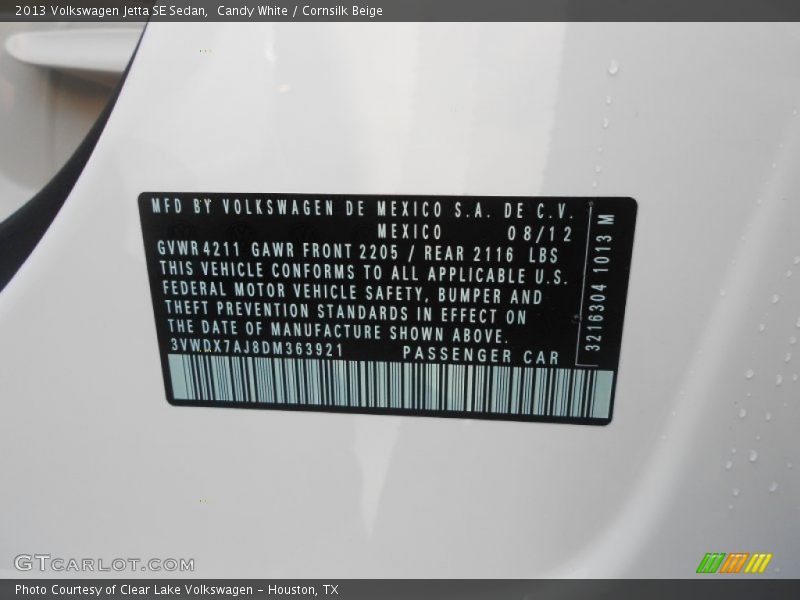 2013 Volkswagen Jetta SE Sedan,  Candy White / Cornsilk Beige
MFD BY VOLKSWAGEN DE MEXICO S.A. DE C.V.
MEXICO 08/12
GVWR 4211 GAWR FRONT 2205 / REAR 2116 LBS
THIS VEHICLE CONFORMS TO ALL APPLICABLE U.S.
FEDERAL MOTOR VEHICLE SAFETY, BUMPER AND
THEFT PREVENTION STANDARDS IN EFFECT ON
THE DATE OF MANUFACTURE SHOWN ABOVE.
3VWDX7AJ8DM363921 PASSENGER CAR
3216304 1013 M
GTCARLOT.COM
Photo Courtesy of Clear Lake Volkswagen - Houston, TX